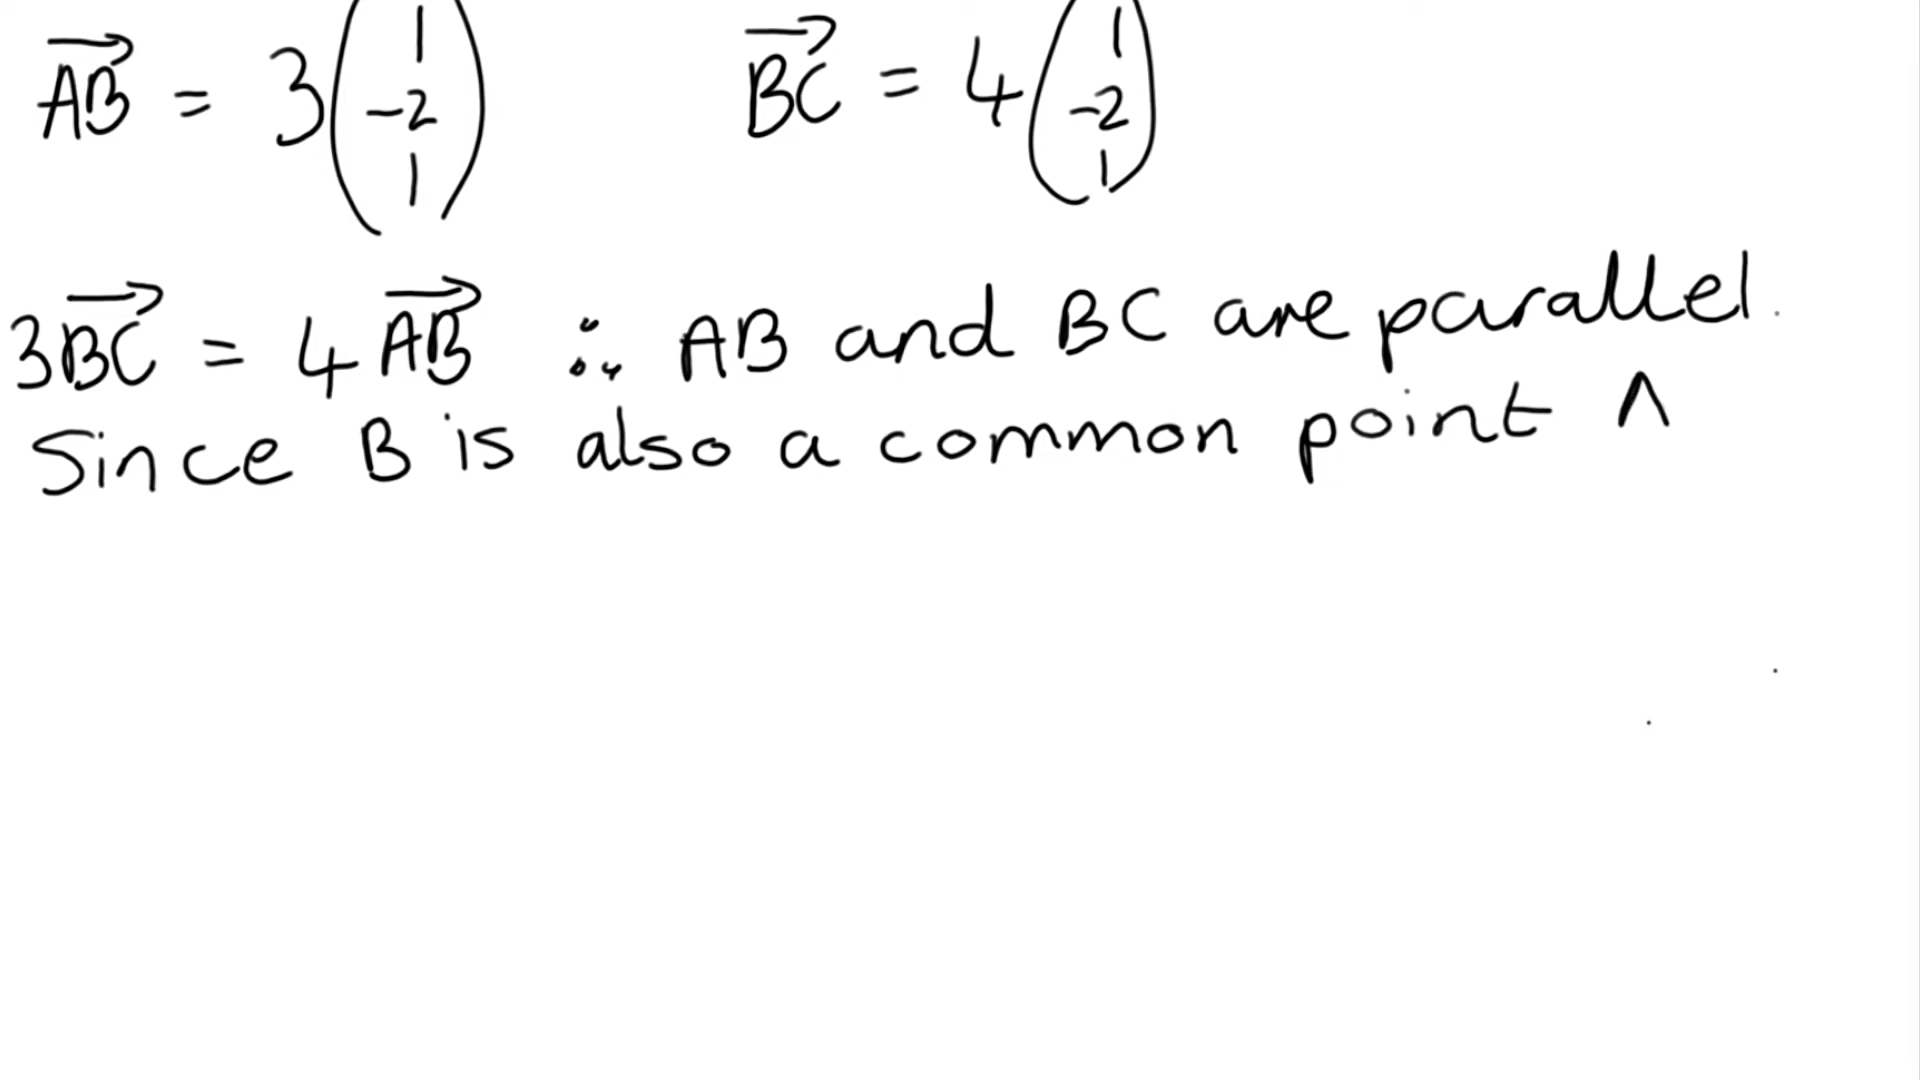 AB = 3(1 -2 1) BC = 4(1 -2 1)
3BC = 4AB ∴ AB and BC are parallel.
Since B is also a common point